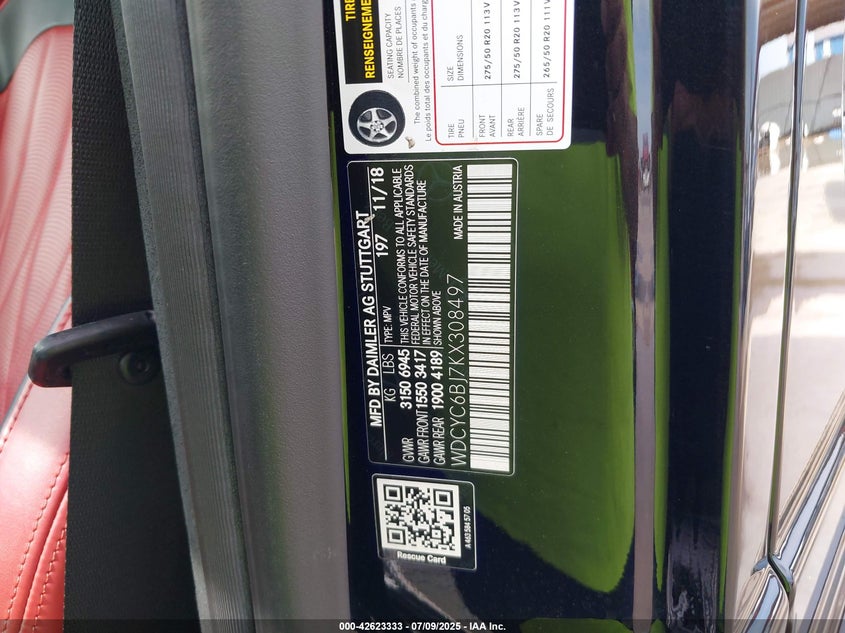 TIRE
RENSEIGNEME
SEATING CAPACITY
NOMBRE DE PLACES
The combined weight of occupants
Le poids total des occupants et du charg
TIRE
PNEU
SIZE
DIMENSIONS
FRONT
AVANT
275/50 R20 113V
REAR
ARRIÈRE
275/50 R20 113V
SPARE
DE SECOURS
265/50 R20 111V
MFD BY DAIMLER AG STUTTGART
197 11/18
KG LBS TYPE: MPV
GVWR 3150 6945
GAWR FRONT 1550 3417
GAWR REAR 1900 4189
THIS VEHICLE CONFORMS TO ALL APPLICABLE
FEDERAL MOTOR VEHICLE SAFETY STANDARDS
IN EFFECT ON THE DATE OF MANUFACTURE
SHOWN ABOVE
MADE IN AUSTRIA
WDCYC6BJ7KX308497
A 463 584 57 05
Rescue Card
000-42623333 - 07/09/2025 - IAA Inc.